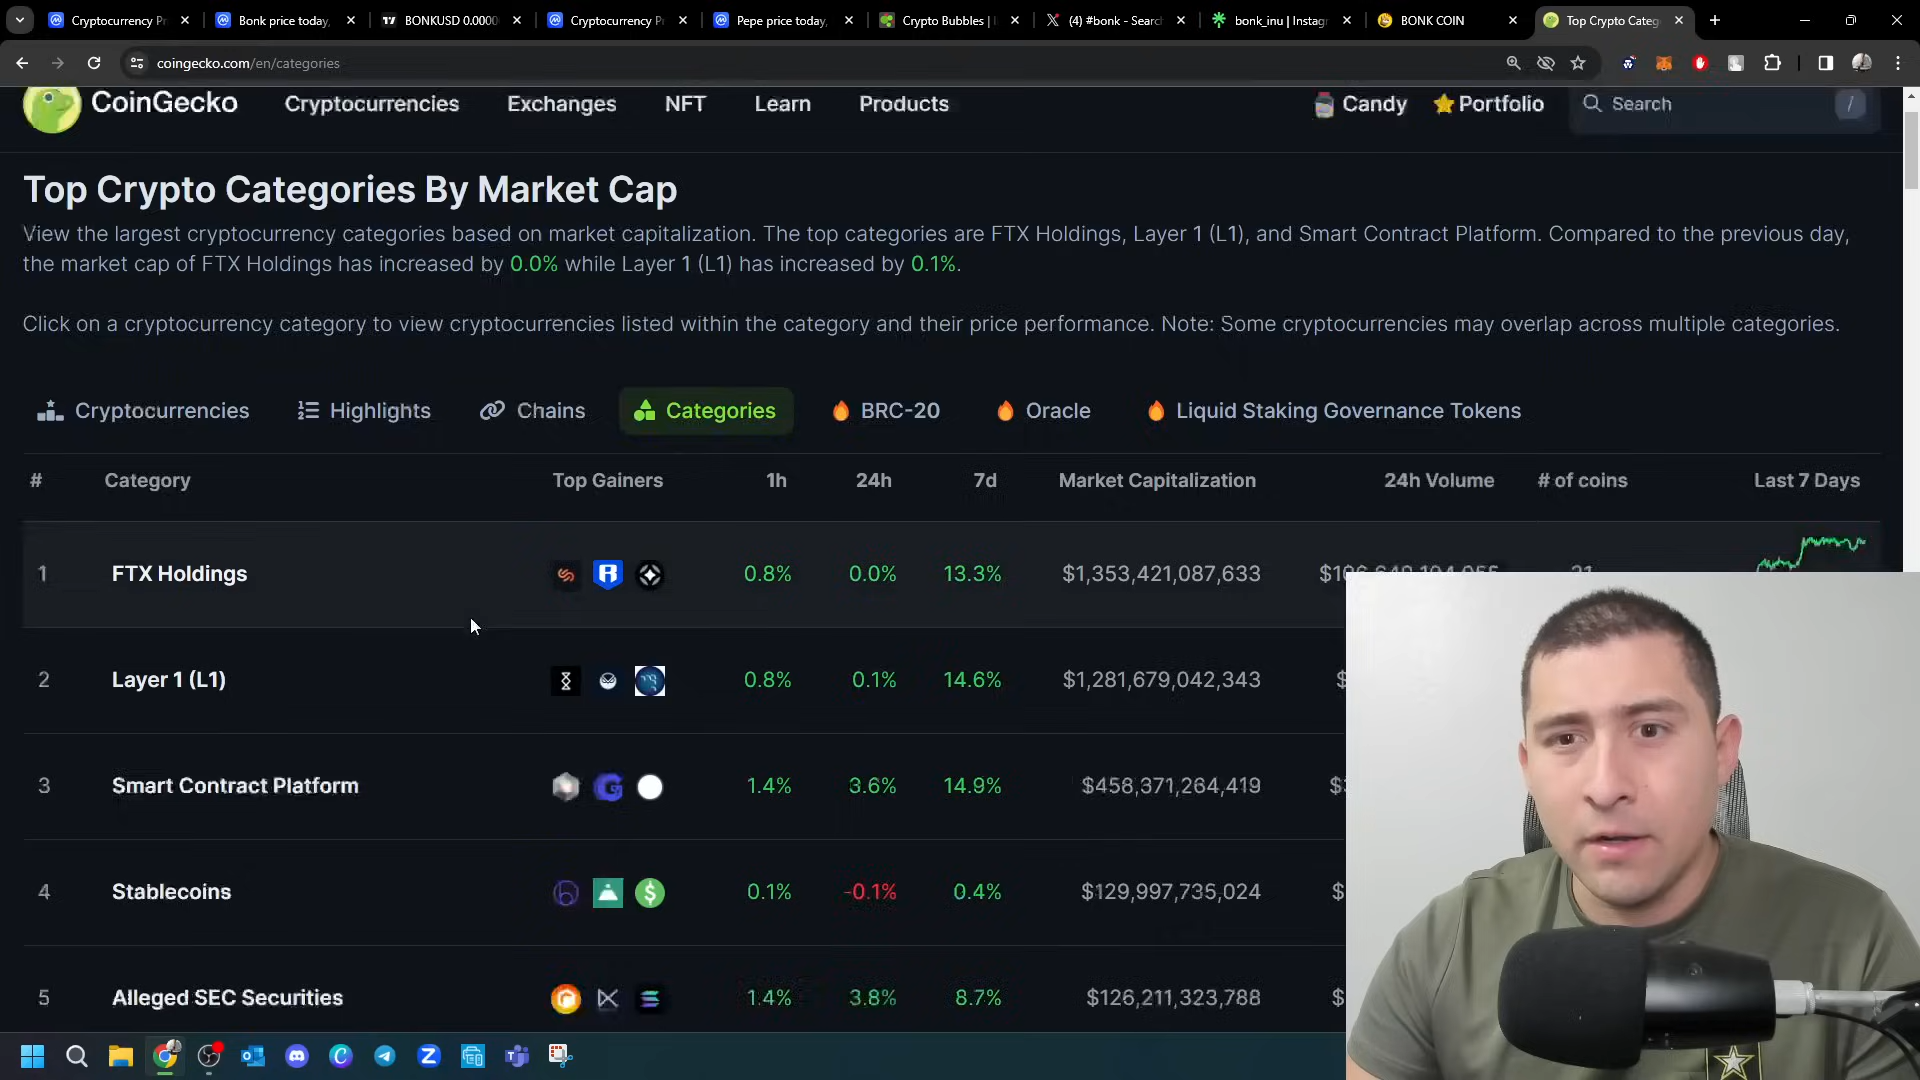 Cryptocurrency Pr
Bonk price today,
BONKUSD 0.0000
Cryptocurrency P
Pepe price today,
Crypto Bubbles |
(4) #bonk - Searc
bonk_inu | Instag
BONK COIN
Top Crypto Categ
coingecko.com/en/categories
CoinGecko
Cryptocurrencies
Exchanges
NFT
Learn
Products
Candy
Portfolio
Search
/
Top Crypto Categories By Market Cap
View the largest cryptocurrency categories based on market capitalization. The top categories are FTX Holdings, Layer 1 (L1), and Smart Contract Platform. Compared to the previous day,
the market cap of FTX Holdings has increased by 0.0% while Layer 1 (L1) has increased by 0.1%.
Click on a cryptocurrency category to view cryptocurrencies listed within the category and their price performance. Note: Some cryptocurrencies may overlap across multiple categories.
Cryptocurrencies
Highlights
Chains
Categories
BRC-20
Oracle
Liquid Staking Governance Tokens
# Category Top Gainers 1h 24h 7d Market Capitalization 24h Volume # of coins Last 7 Days
1 FTX Holdings 0.8% 0.0% 13.3% $1,353,421,087,633
2 Layer 1 (L1) 0.8% 0.1% 14.6% $1,281,679,042,343 $
3 Smart Contract Platform 1.4% 3.6% 14.9% $458,371,264,419
4 Stablecoins 0.1% -0.1% 0.4% $129,997,735,024 $
5 Alleged SEC Securities 1.4% 3.8% 8.7% $126,211,323,788 $